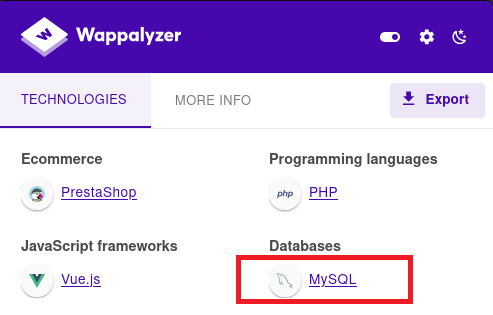 Wappalyzer
TECHNOLOGIES
MORE INFO
Export
Ecommerce
PrestaShop
Programming languages
php
PHP
JavaScript frameworks
Vue.js
Databases
MySQL